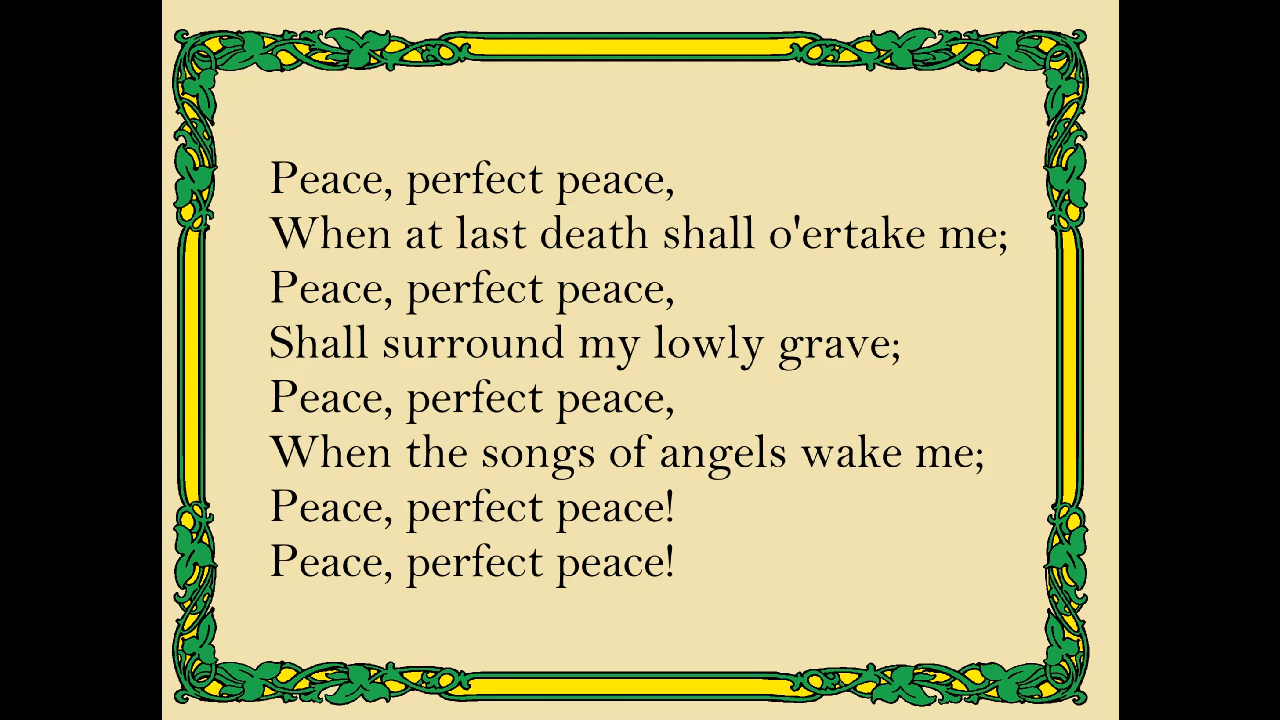 Peace, perfect peace,
When at last death shall o'ertake me;
Peace, perfect peace,
Shall surround my lowly grave;
Peace, perfect peace,
When the songs of angels wake me;
Peace, perfect peace!
Peace, perfect peace!